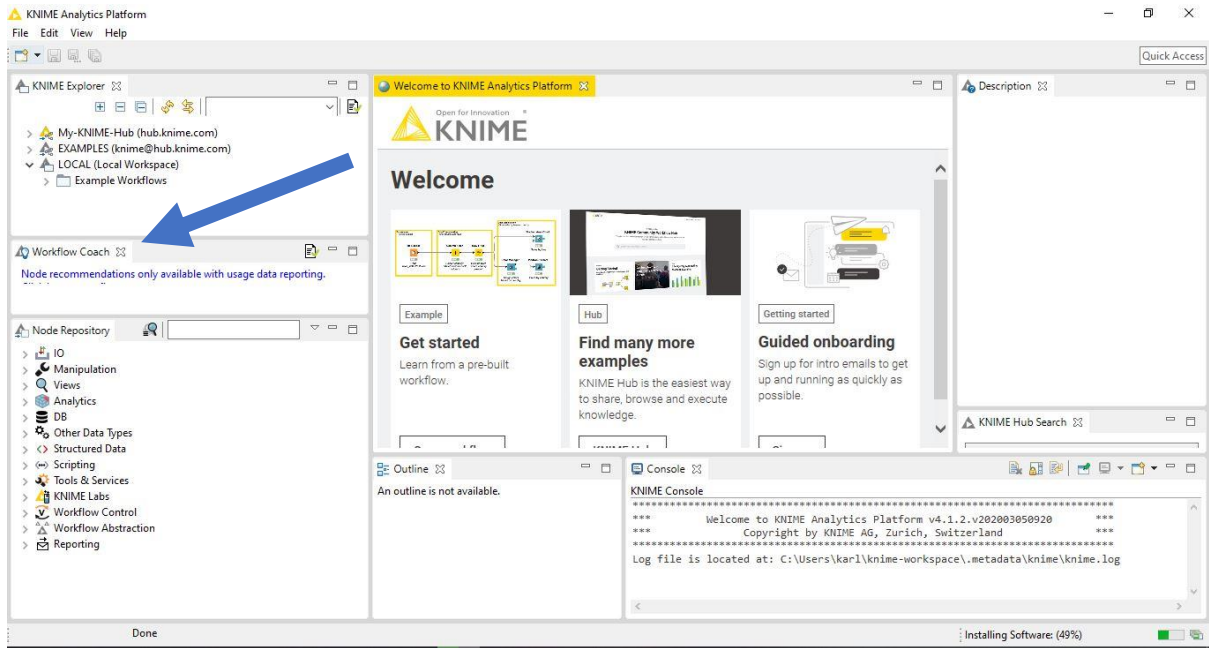 KNIME Analytics Platform
File Edit View Help
Quick Access
KNIME Explorer
My-KNIME-Hub (hub.knime.com)
EXAMPLES (knime@hub.knime.com)
LOCAL (Local Workspace)
Example Workflows
Workflow Coach
Node recommendations only available with usage data reporting.
Node Repository
IO
Manipulation
Views
Analytics
DB
Other Data Types
Structured Data
Scripting
Tools & Services
KNIME Labs
Workflow Control
Workflow Abstraction
Reporting
Welcome to KNIME Analytics Platform
Open for Innovation
KNIME
Welcome
Example
Get started
Learn from a pre-built
workflow.
Hub
Find many more
examples
KNIME Hub is the easiest way
to share, browse and execute
knowledge.
Getting started
Guided onboarding
Sign up for intro emails to get
up and running as quickly as
possible.
Description
KNIME Hub Search
Outline
An outline is not available.
Console
KNIME Console
***********************************************************************
*** Welcome to KNIME Analytics Platform v4.1.2.v202003050920 ***
*** Copyright by KNIME AG, Zurich, Switzerland ***
***********************************************************************
Log file is located at: C:\Users\karl\knime-workspace\.metadata\knime\knime.log
Done
Installing Software: (49%)